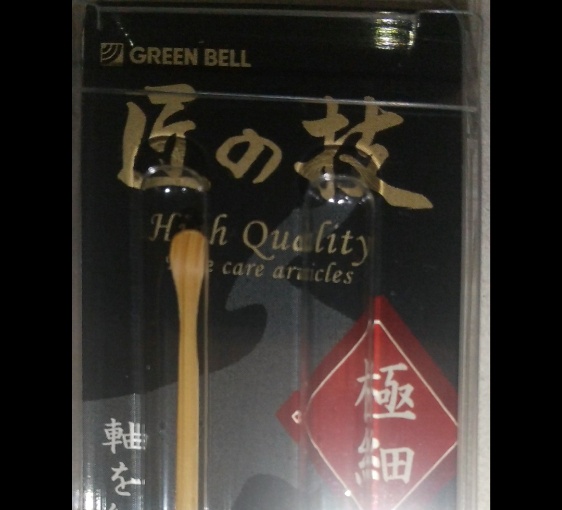 GREEN BELL
匠の技
High Quality
care articles
極細
軸を